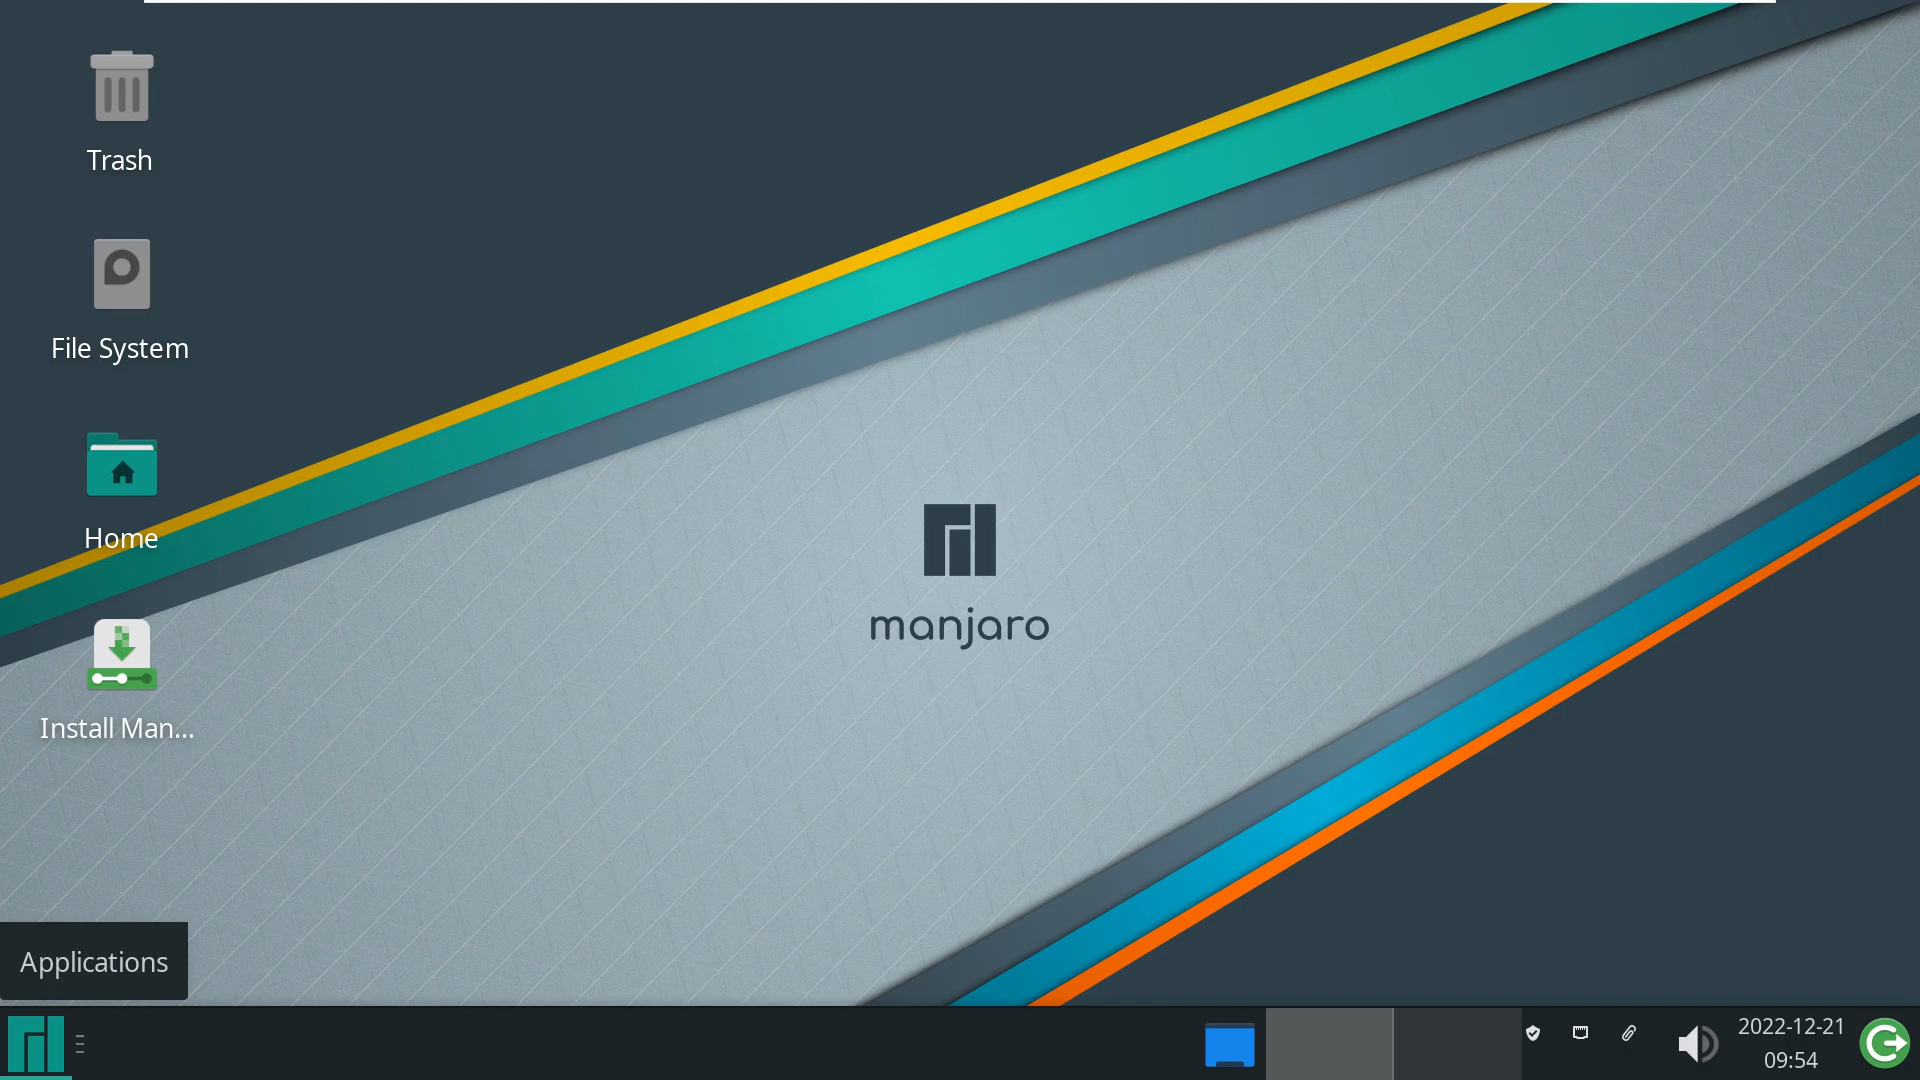 Trash
File System
Home
Install Man...
manjaro
Applications
2022-12-21
09:54